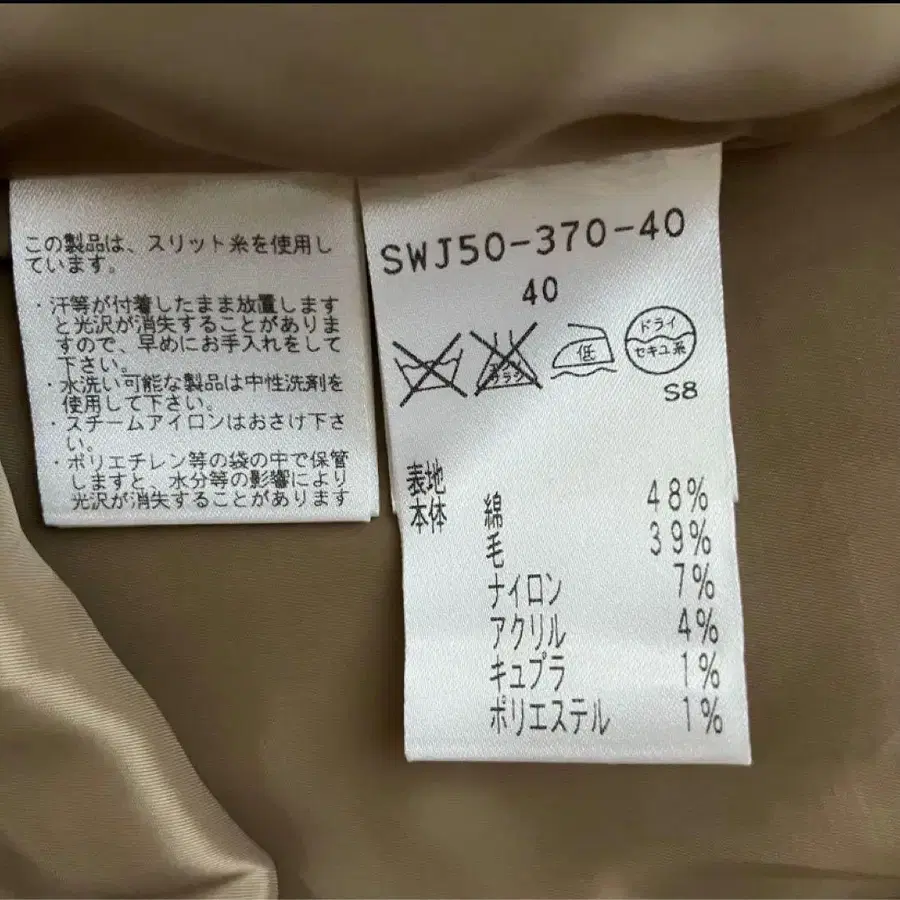 この製品は、スリット糸を使用し
ています。
・汗等が付着したまま放置します
と光沢が消失することがありま
すので、早めにお手入れをして
下さい。
・水洗い可能な製品は中性洗剤を
使用して下さい。
・スチームアイロンはおさけ下さ
い。
・ポリエチレン等の袋の中で保管
しますと、水分等の影響により
光沢が消失することがあります
SWJ50-370-40
40
低
ドライ
セキユ系
S8
表地
本体
綿 48%
毛 39%
ナイロン 7%
アクリル 4%
キュプラ 1%
ポリエステル 1%